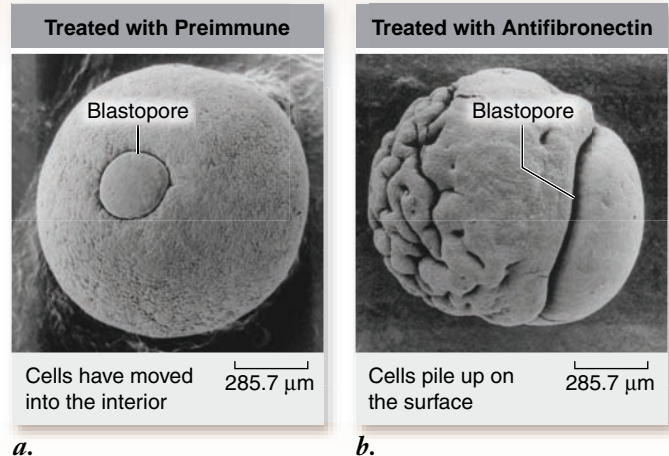 Treated with Preimmune
Blastopore
Cells have moved
into the interior
285.7 µm
a.
Treated with Antifibronectin
Blastopore
Cells pile up on
the surface
285.7 µm
b.